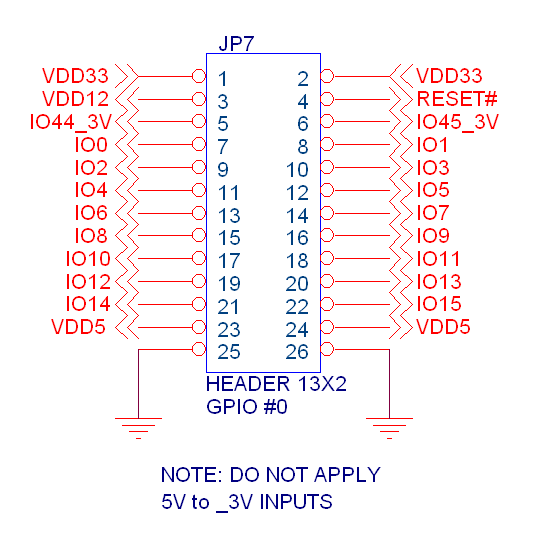 JP7
VDD33 1 2 VDD33
VDD12 3 4 RESET#
IO44_3V 5 6 IO45_3V
IO0 7 8 IO1
IO2 9 10 IO3
IO4 11 12 IO5
IO6 13 14 IO7
IO8 15 16 IO9
IO10 17 18 IO11
IO12 19 20 IO13
IO14 21 22 IO15
VDD5 23 24 VDD5
25 26
HEADER 13X2
GPIO #0
NOTE: DO NOT APPLY
5V to _3V INPUTS